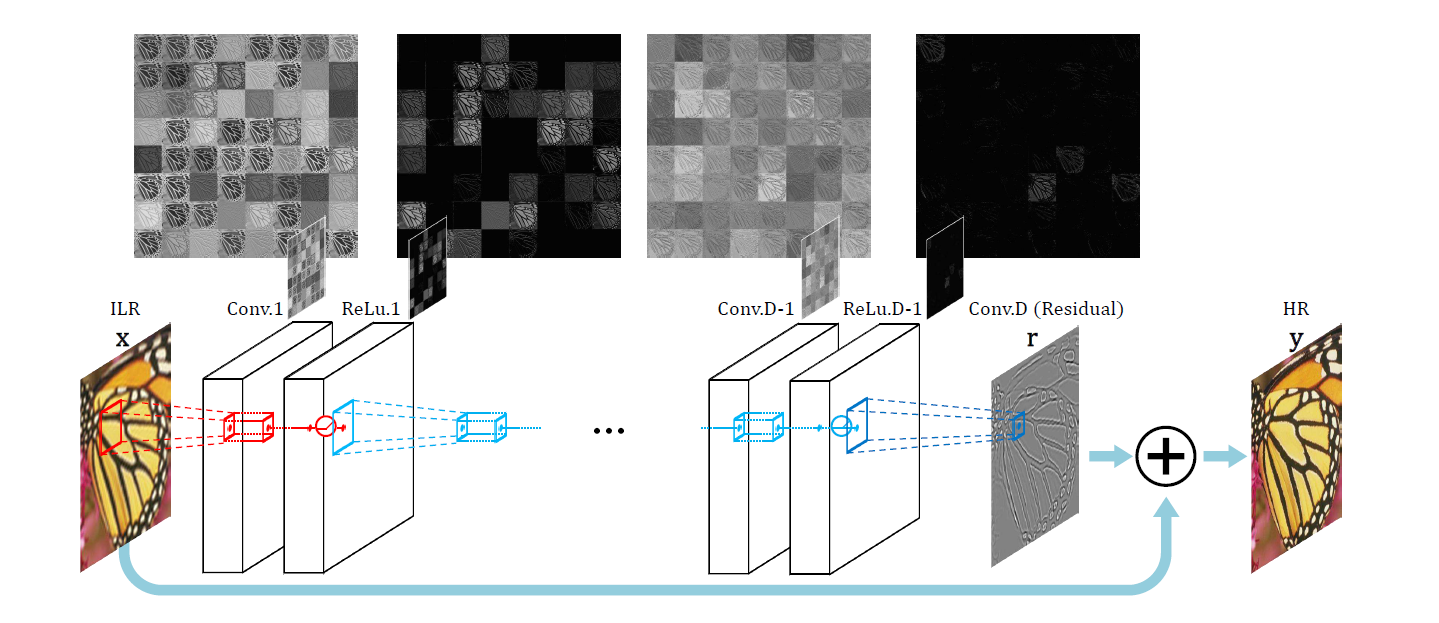 ILR
x
Conv.1
ReLu.1
Conv.D-1
ReLu.D-1
Conv.D (Residual)
r
HR
y